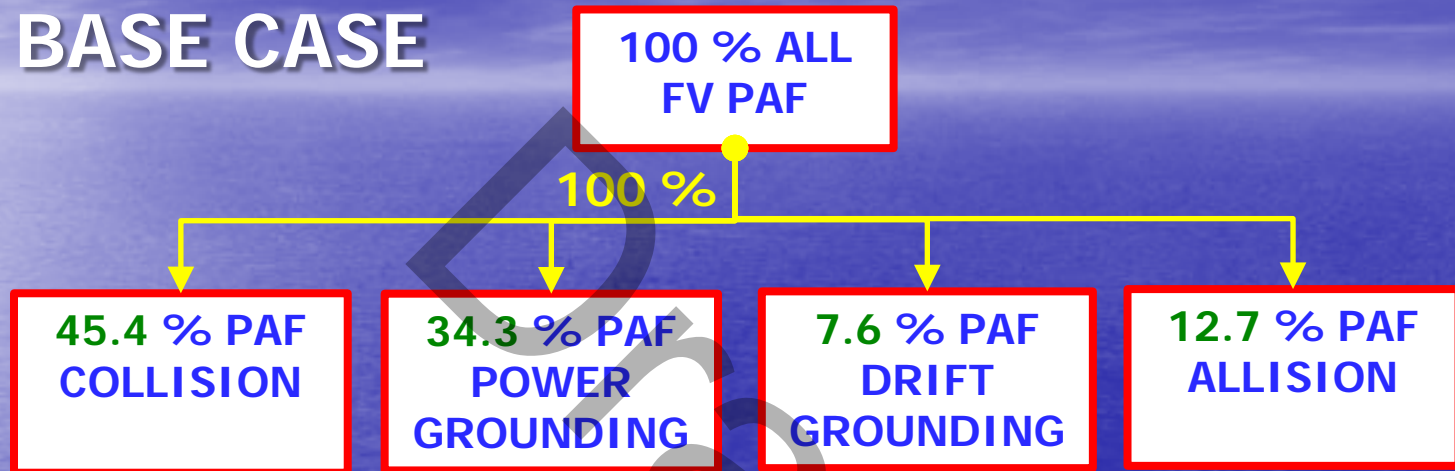 BASE CASE
100 % ALL
FV PAF
100 %
45.4 % PAF
COLLISION
34.3 % PAF
POWER
GROUNDING
7.6 % PAF
DRIFT
GROUNDING
12.7 % PAF
ALLISION